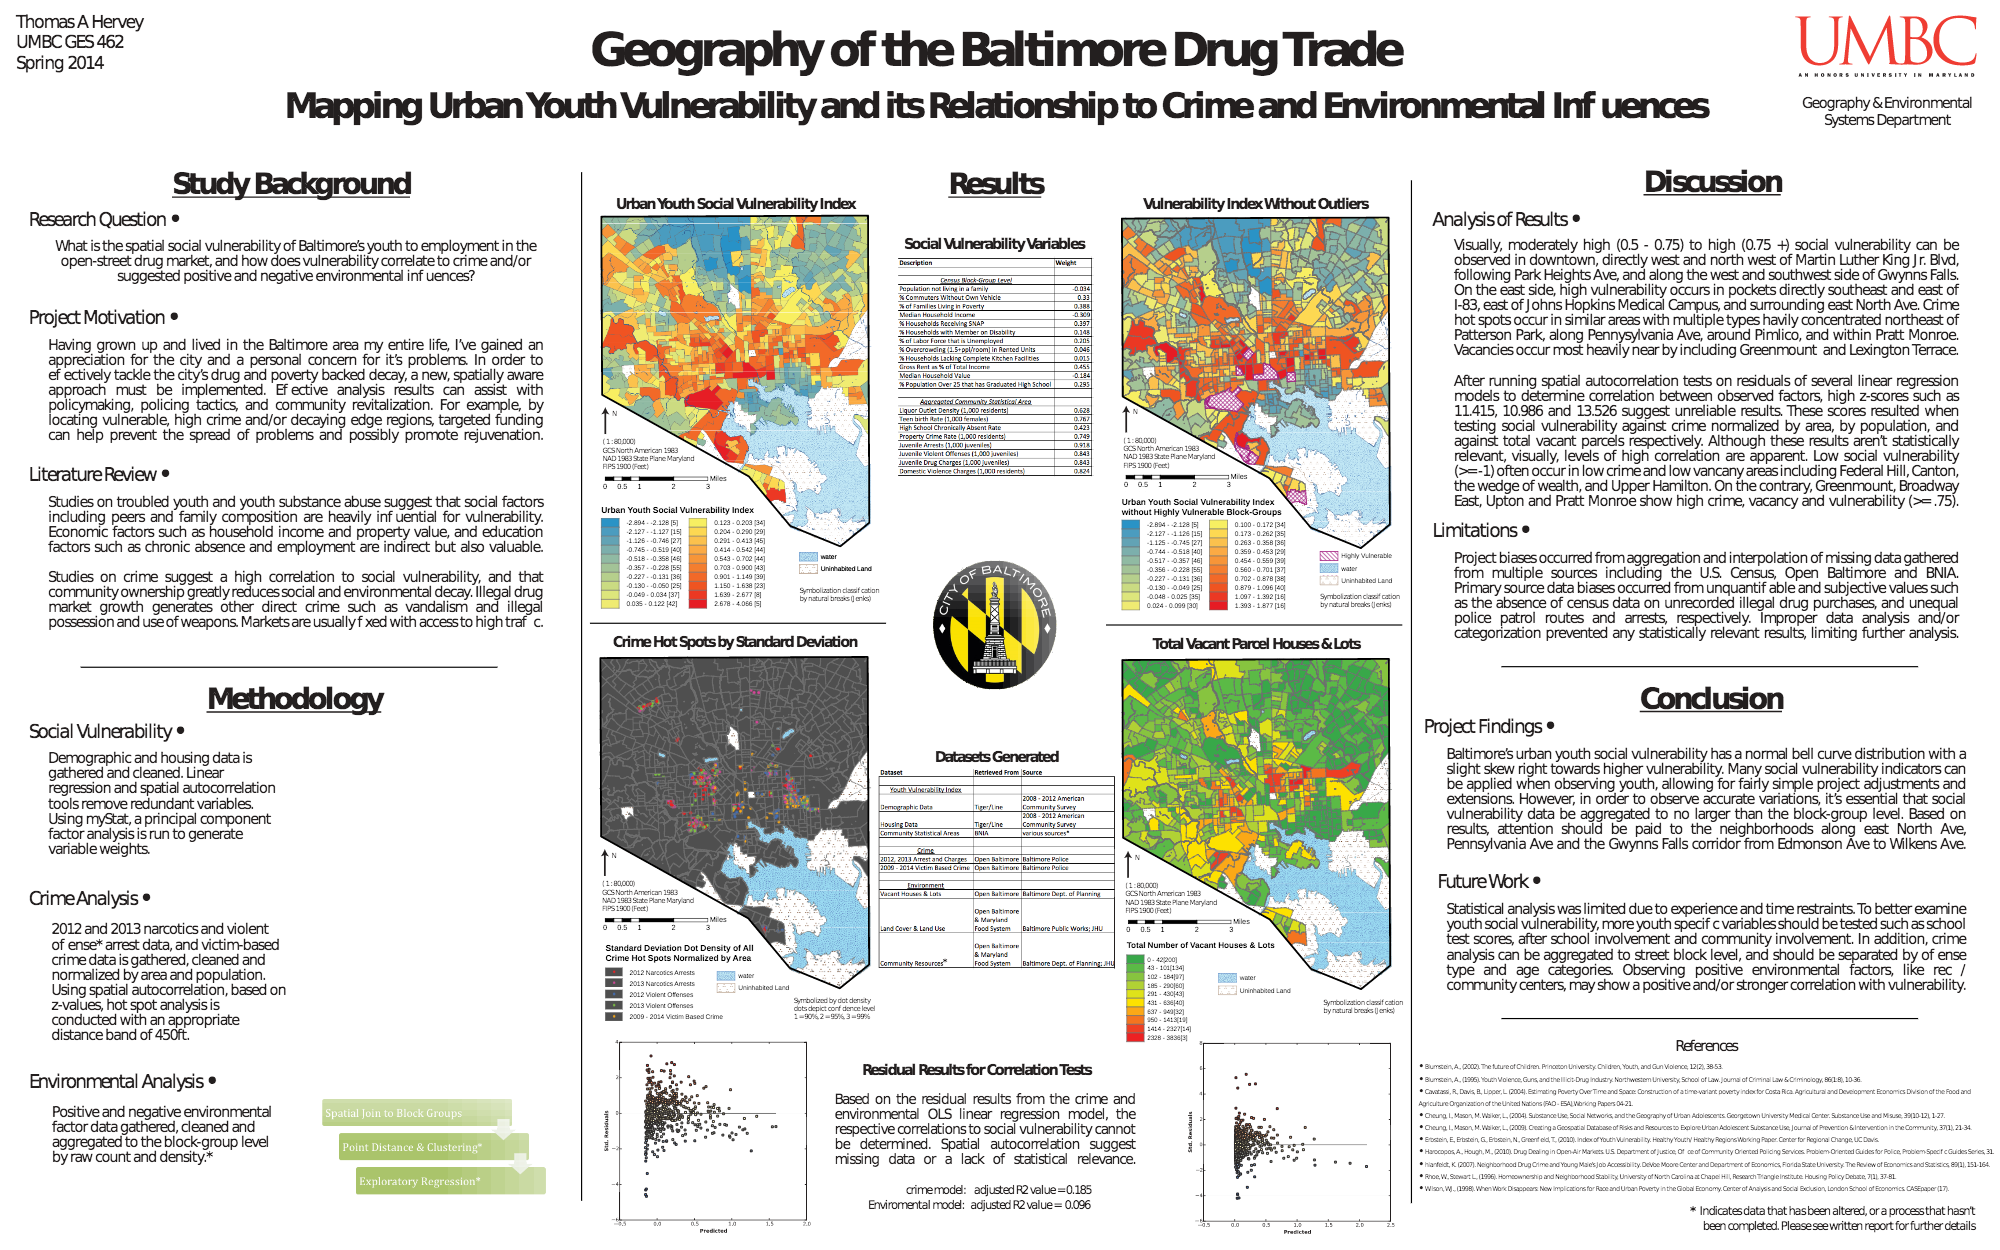 Thomas A Hervey
UMBC GES 462
Spring 2014
Geography of the Baltimore Drug Trade
Mapping Urban Youth Vulnerability and its Relationship to Crime and Environmental Inf uences
UMBC
AN HONORS UNIVERSITY IN MARYLAND
Geography & Environmental
Systems Department
Study Background
Research Question •
What is the spatial social vulnerability of Baltimore's youth to employment in the
open-street drug market, and how does vulnerability correlate to crime and/or
suggested positive and negative environmental inf uences?
Project Motivation •
Having grown up and lived in the Baltimore area my entire life, I've gained an
appreciation for the city and a personal concern for it's problems. In order to
ef ectively tackle the city's drug and poverty backed decay, a new, spatially aware
approach must be implemented. Ef ective analysis results can assist with
policymaking, policing tactics, and community revitalization. For example, by
locating vulnerable, high crime and/or decaying edge regions, targeted funding
can help prevent the spread of problems and possibly promote rejuvenation.
Literature Review •
Studies on troubled youth and youth substance abuse suggest that social factors
including peers and family composition are heavily inf uential for vulnerability.
Economic factors such as household income and property value, and education
factors such as chronic absence and employment are indirect but also valuable.
Studies on crime suggest a high correlation to social vulnerability, and that
community ownership greatly reduces social and environmental decay. Illegal drug
market growth generates other direct crime such as vandalism and illegal
possession and use of weapons. Markets are usually f xed with access to high traf c.
Methodology
Social Vulnerability •
Demographic and housing data is
gathered and cleaned. Linear
regression and spatial autocorrelation
tools remove redundant variables.
Using myStat, a principal component
factor analysis is run to generate
variable weights.
Crime Analysis •
2012 and 2013 narcotics and violent
of ense* arrest data, and victim-based
crime data is gathered, cleaned and
normalized by area and population.
Using spatial autocorrelation, based on
z-values, hot spot analysis is
conducted with an appropriate
distance band of 450ft.
Environmental Analysis •
Positive and negative environmental
factor data gathered, cleaned and
aggregated to the block-group level
by raw count and density.*
Spatial Join to Block Groups
Point Distance & Clustering*
Exploratory Regression*
Results
Urban Youth Social Vulnerability Index
N
( 1 : 80,000)
GCS North American 1983
NAD 1983 State Plane Maryland
FIPS 1900 (Feet)
Miles
0 0.5 1 2 3
Urban Youth Social Vulnerability Index
-2.894 - -2.128 [5]
-2.127 - -1.127 [15]
-1.126 - -0.746 [27]
-0.745 - -0.519 [40]
-0.518 - -0.358 [46]
-0.357 - -0.228 [55]
-0.227 - -0.131 [36]
-0.130 - -0.050 [25]
-0.049 - 0.034 [37]
0.035 - 0.122 [42]
0.123 - 0.203 [34]
0.204 - 0.290 [29]
0.291 - 0.413 [45]
0.414 - 0.542 [44]
0.543 - 0.702 [44]
0.703 - 0.900 [43]
0.901 - 1.149 [39]
1.150 - 1.638 [23]
1.639 - 2.677 [8]
2.678 - 4.066 [5]
water
Uninhabited Land
Symbolization classif cation
by natural breaks (Jenks)
Social Vulnerability Variables
Description Weight
Census Block-Group Level
Population not living in a family -0.034
% Commuters Without Own Vehicle 0.33
% of Families Living in Poverty 0.388
Median Household Income -0.309
% Households Receiving SNAP 0.397
% Households with Member on Disability 0.148
% of Labor Force that is Unemployed 0.205
% Overcrowding (1.5+ppl/room) in Rented Units 0.046
% Households Lacking Complete Kitchen Facilities 0.015
Gross Rent as % of Total Income 0.455
Median Household Value -0.184
% Population Over 25 that has Graduated High School 0.295
Aggregated Community Statistical Area
Liquor Outlet Density (1,000 residents) 0.628
Teen birth Rate (1,000 females) 0.767
High School Chronically Absent Rate 0.423
Property Crime Rate (1,000 residents) 0.749
Juvenile Arrests (1,000 juveniles) 0.918
Juvenile Violent Offenses (1,000 juveniles) 0.843
Juvenile Drug Charges (1,000 juveniles) 0.843
Domestic Violence Charges (1,000 residents) 0.824
CITY OF BALTIMORE
Vulnerability Index Without Outliers
N
( 1 : 80,000)
GCS North American 1983
NAD 1983 State Plane Maryland
FIPS 1900 (Feet)
Miles
0 0.5 1 2 3
Urban Youth Social Vulnerability Index
without Highly Vulnerable Block-Groups
-2.894 - -2.128 [5]
-2.127 - -1.126 [15]
-1.125 - -0.745 [27]
-0.744 - -0.518 [40]
-0.517 - -0.357 [46]
-0.356 - -0.228 [55]
-0.227 - -0.131 [36]
-0.130 - -0.049 [25]
-0.048 - 0.025 [35]
0.024 - 0.099 [30]
0.100 - 0.172 [34]
0.173 - 0.262 [35]
0.263 - 0.358 [36]
0.359 - 0.453 [29]
0.454 - 0.559 [39]
0.560 - 0.701 [37]
0.702 - 0.878 [38]
0.879 - 1.096 [40]
1.097 - 1.392 [16]
1.393 - 1.877 [16]
Highly Vulnerable
water
Uninhabited Land
Symbolization classif cation
by natural breaks (Jenks)
Crime Hot Spots by Standard Deviation
N
( 1 : 80,000)
GCS North American 1983
NAD 1983 State Plane Maryland
FIPS 1900 (Feet)
Miles
0 0.5 1 2 3
Standard Deviation Dot Density of All
Crime Hot Spots Normalized by Area
2012 Narcotics Arrests
2013 Narcotics Arrests
2012 Violent Offenses
2013 Violent Offenses
2009 - 2014 Victim Based Crime
water
Uninhabited Land
Symbolized by dot density
dots depict conf dence level
1 = 90%, 2 = 95%, 3 = 99%
Datasets Generated
Dataset Retrieved From Source
Youth Vulnerability Index
Demographic Data Tiger/Line 2008 - 2012 American Community Survey
Housing Data Tiger/Line 2008 - 2012 American Community Survey
Community Statistical Areas BNIA various sources*
Crime
2012, 2013 Arrest and Charges Open Baltimore Baltimore Police
2009 - 2014 Victim Based Crime Open Baltimore Baltimore Police
Environment
Vacant Houses & Lots Open Baltimore Baltimore Dept. of Planning
Land Cover & Land Use Open Baltimore & Maryland Food System Baltimore Public Works; JHU
Community Resources* Open Baltimore & Maryland Food System Baltimore Dept. of Planning; JHU
Total Vacant Parcel Houses & Lots
N
( 1 : 80,000)
GCS North American 1983
NAD 1983 State Plane Maryland
FIPS 1900 (Feet)
Miles
0 0.5 1 2 3
Total Number of Vacant Houses & Lots
0 - 42[200]
43 - 101[134]
102 - 184[97]
185 - 290[60]
291 - 430[43]
431 - 636[40]
637 - 949[32]
950 - 1413[19]
1414 - 2327[14]
2328 - 3836[3]
water
Uninhabited Land
Symbolization classif cation
by natural breaks (Jenks)
Std. Residuals
4
2
0
−2
−4
−6
−0.5 0.0 0.5 1.0 1.5 2.0
Predicted
Residual Results for Correlation Tests
Based on the residual results from the crime and
environmental OLS linear regression model, the
respective correlations to social vulnerability cannot
be determined. Spatial autocorrelation suggest
missing data or a lack of statistical relevance.
crime model: adjusted R2 value = 0.185
Enviromental model: adjusted R2 value = 0.096
Std. Residuals
8
6
4
2
0
−2
−4
−6
−0.5 0.0 0.5 1.0 1.5 2.0 2.5
Predicted
Discussion
Analysis of Results •
Visually, moderately high (0.5 - 0.75) to high (0.75 +) social vulnerability can be
observed in downtown, directly west and north west of Martin Luther King Jr. Blvd,
following Park Heights Ave, and along the west and southwest side of Gwynns Falls.
On the east side, high vulnerability occurs in pockets directly southeast and east of
I-83, east of Johns Hopkins Medical Campus, and surrounding east North Ave. Crime
hot spots occur in similar areas with multiple types havily concentrated northeast of
Patterson Park, along Pennysylvania Ave, around Pimlico, and within Pratt Monroe.
Vacancies occur most heavily near by including Greenmount and Lexington Terrace.
After running spatial autocorrelation tests on residuals of several linear regression
models to determine correlation between observed factors, high z-scores such as
11.415, 10.986 and 13.526 suggest unreliable results. These scores resulted when
testing social vulnerability against crime normalized by area, by population, and
against total vacant parcels respectively. Although these results aren't statistically
relevant, visually, levels of high correlation are apparent. Low social vulnerability
(>= -1) often occur in low crime and low varcany areas including Federal Hill, Canton,
the wedge of wealth, and Upper Hamilton. On the contrary, Greenmount, Broadway
East, Upton and Pratt Monroe show high crime, vacancy and vulnerability (>= .75).
Limitations •
Project biases occurred from aggregation and interpolation of missing data gathered
from multiple sources including the U.S. Census, Open Baltimore and BNIA.
Primary source data biases occurred from unquantif able and subjective values such
as the absence of census data on unrecorded illegal drug purchases, and unequal
police patrol routes and arrests, respectively. Improper data analysis and/or
categorization prevented any statistically relevant results, limiting further analysis.
Conclusion
Project Findings •
Baltimore's urban youth social vulnerability has a normal bell curve distribution with a
slight skew right towards higher vulnerability. Many social vulnerability indicators can
be applied when observing youth, allowing for fairly simple project adjustments and
extensions. However, in order to observe accurate variations, it's essential that social
vulnerability data be aggregated to no larger than the block-group level. Based on
results, attention should be paid to the neighborhoods along east North Ave,
Pennsylvania Ave and the Gwynns Falls corridor from Edmonson Ave to Wilkens Ave.
Future Work •
Statistical analysis was limited due to experience and time restraints. To better examine
youth social vulnerability, more youth specif c variables should be tested such as school
test scores, after school involvement and community involvement. In addition, crime
analysis can be aggregated to street block level, and should be separated by of ense
type and age categories. Observing positive environmental factors, like rec /
community centers, may show a positive and/or stronger correlation with vulnerability.
References
• Blumstein, A., (2002). The future of Children. Princeton University. Children, Youth, and Gun Violence, 12(2), 38-53.
• Blumstein, A., (1995). Youth Violence, Guns, and the Illicit-Drug Industry. Northwestern University, School of Law. Journal of Criminal Law & Criminology, 86(1:8), 10-36.
• Cavatassi, R., Davis, B., Lipper, L. (2004). Estimating Poverty Over Time and Space: Construction of a time-variant poverty index for Costa Rica. Agricultural and Development Economics Division of the Food and
Agriculture Organization of the United Nations (FAO - ESA),Working Papers 04-21.
• Cheung, I., Mason, M. Walker, L., (2004). Substance Use, Social Networks, and the Geography of Urban Adolescents. Georgetown University Medical Center. Substance Use and Misuse, 39(10-12), 1-27.
• Cheung, I., Mason, M. Walker, L., (2009). Creating a Geospatial Database of Risks and Resources to Explore Urban Adolescent Substance Use, Journal of Prevention & Intervention in the Community, 37(1), 21-34.
• Erbstein, E., Erbstein, G., Erbstein, N., Greenfield, T., (2010). Index of Youth Vulnerability. Healthy Youth/ Healthy Regions Working Paper. Center for Regional Change, UC Davis.
• Harocopos, A., Hough, M., (2010). Drug Dealing in Open-Air Markets. U.S. Department of Justice, Of ce of Community Oriented Policing Services. Problem-Oriented Guides for Police, Problem-Specif c Guides Series, 31.
• Ihlanfeldt, K. (2007). Neighborhood Drug Crime and Young Male's Job Accessibility. DeVoe Moore Center and Department of Economics, Florida State University. The Review of Economics and Statistics, 89(1), 151-164.
• Rhoe, W., Stewart L., (1996). Homeownership and Neighborhood Stability, University of North Carolina at Chapel Hill, Research Triangle Institute. Housing Policy Debate, 7(1), 37-81.
• Wilson, WJ., (1998). When Work Disappears: New Implications for Race and Urban Poverty in the Global Economy. Center of Analysis and Social Exclusion, London School of Economics. CASEpaper (17).
* Indicates data that has been altered, or a process that hasn't
been completed. Please see written report for further details